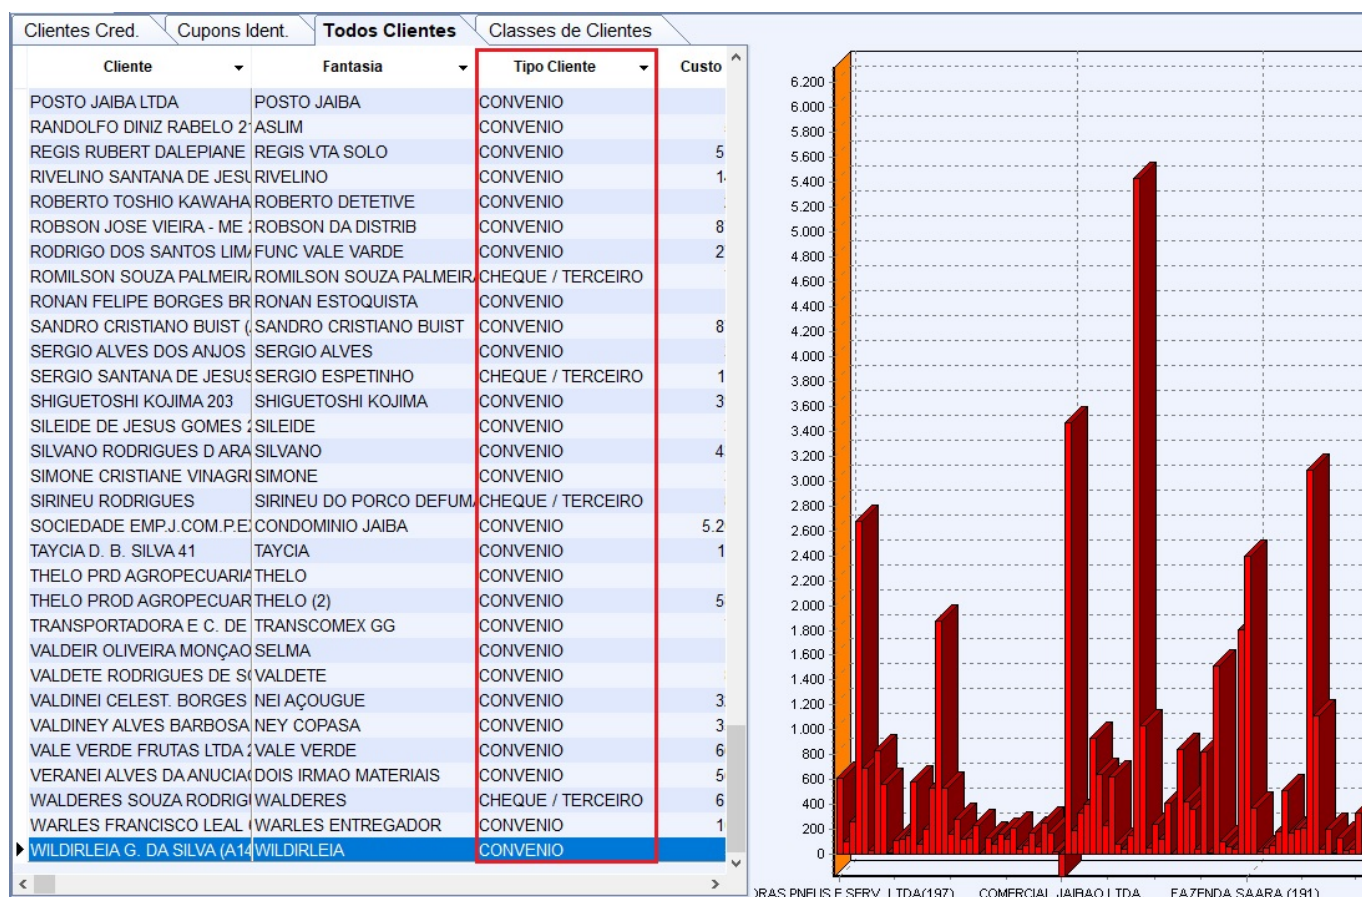 Clientes Cred. Cupons Ident. Todos Clientes Classes de Clientes
Cliente Fantasia Tipo Cliente Custo
POSTO JAIBA LTDA POSTO JAIBA CONVENIO
RANDOLFO DINIZ RABELO ASLIM CONVENIO
REGIS RUBERT DALEPIANE REGIS VTA SOLO CONVENIO 5
RIVELINO SANTANA DE JESU RIVELINO CONVENIO 1
ROBERTO TOSHIO KAWAHA ROBERTO DETETIVE CONVENIO
ROBSON JOSE VIEIRA - ME ROBSON DA DISTRIB CONVENIO 8
RODRIGO DOS SANTOS LIMA FUNC VALE VARDE CONVENIO 2
ROMILSON SOUZA PALMEIR ROMILSON SOUZA PALMEIR CHEQUE / TERCEIRO
RONAN FELIPE BORGES BR RONAN ESTOQUISTA CONVENIO
SANDRO CRISTIANO BUIST ( SANDRO CRISTIANO BUIST CONVENIO 8
SERGIO ALVES DOS ANJOS SERGIO ALVES CONVENIO
SERGIO SANTANA DE JESUS SERGIO ESPETINHO CHEQUE / TERCEIRO 1
SHIGUETOSHI KOJIMA 203 SHIGUETOSHI KOJIMA CONVENIO 3
SILEIDE DE JESUS GOMES SILEIDE CONVENIO
SILVANO RODRIGUES D ARA SILVANO CONVENIO 4
SIMONE CRISTIANE VINAGRI SIMONE CONVENIO
SIRINEU RODRIGUES SIRINEU DO PORCO DEFUM CHEQUE / TERCEIRO
SOCIEDADE EMP.J.COM.P.E CONDOMINIO JAIBA CONVENIO 5.2
TAYCIA D. B. SILVA 41 TAYCIA CONVENIO 1
THELO PRD AGROPECUARIA THELO CONVENIO
THELO PROD AGROPECUAR THELO (2) CONVENIO 5
TRANSPORTADORA E C. DE TRANSCOMEX GG CONVENIO
VALDEIR OLIVEIRA MONÇAO SELMA CONVENIO
VALDETE RODRIGUES DE S VALDETE CONVENIO
VALDINEI CELEST. BORGES NEI AÇOUGUE CONVENIO 3
VALDINEY ALVES BARBOSA NEY COPASA CONVENIO 3
VALE VERDE FRUTAS LTDA VALE VERDE CONVENIO 6
VERANEI ALVES DA ANUCIA DOIS IRMAO MATERIAIS CONVENIO 5
WALDERES SOUZA RODRIG WALDERES CHEQUE / TERCEIRO 6
WARLES FRANCISCO LEAL WARLES ENTREGADOR CONVENIO 1
WILDIRLEIA G. DA SILVA (A14 WILDIRLEIA CONVENIO
6.200
6.000
5.800
5.600
5.400
5.200
5.000
4.800
4.600
4.400
4.200
4.000
3.800
3.600
3.400
3.200
3.000
2.800
2.600
2.400
2.200
2.000
1.800
1.600
1.400
1.200
1.000
800
600
400
200
0
RAS PNEUS E SERV. LTDA(197) COMERCIAL JAIBAO LTDA FAZENDA SAARA (191)